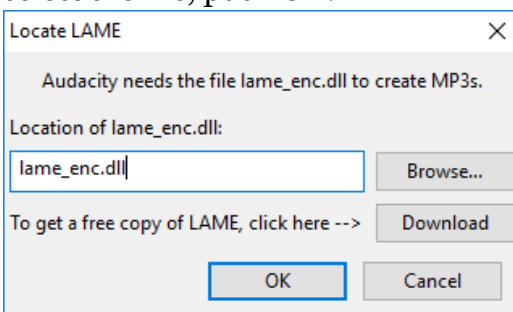 Locate LAME
Audacity needs the file lame_enc.dll to create MP3s.
Location of lame_enc.dll:
lame_enc.dll
Browse...
To get a free copy of LAME, click here -->
Download
OK
Cancel